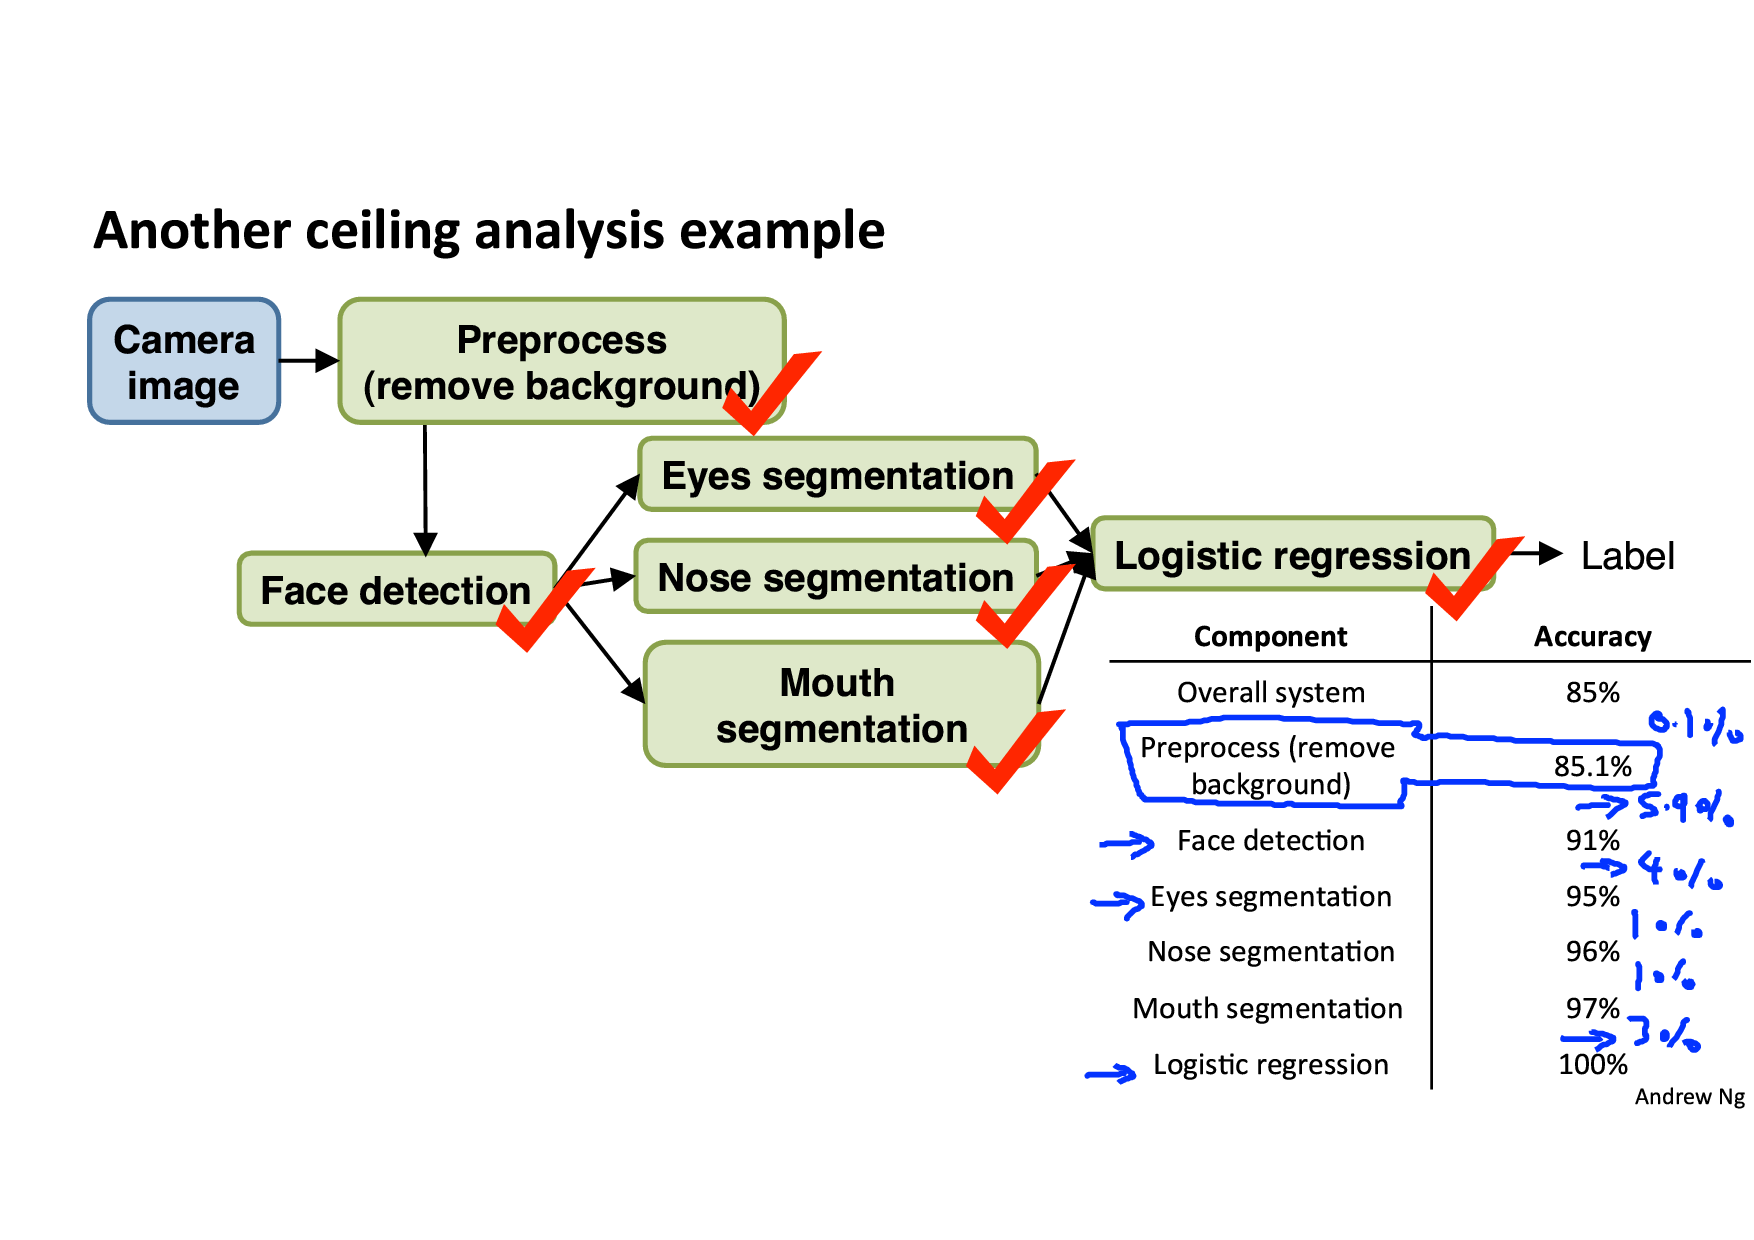 Another ceiling analysis example
Camera
image
Preprocess
(remove background)
Eyes segmentation
Nose segmentation
Mouth
segmentation
Face detection
Logistic regression
Label
Component Accuracy
Overall system 85%
0.1%
Preprocess (remove
background) 85.1%
5.9%
Face detection 91%
4%
Eyes segmentation 95%
1%
Nose segmentation 96%
1%
Mouth segmentation 97%
3%
Logistic regression 100%
Andrew Ng